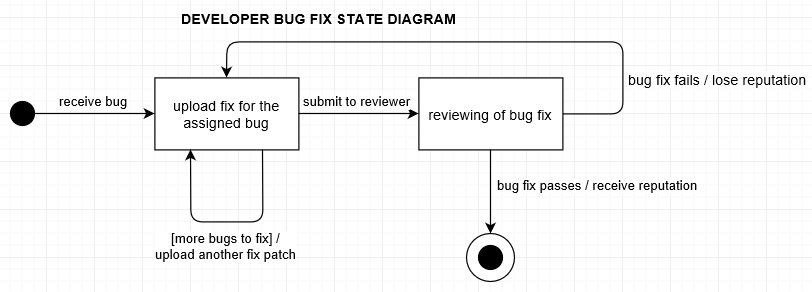 DEVELOPER BUG FIX STATE DIAGRAM
bug fix fails / lose reputation
receive bug
upload fix for the
assigned bug
submit to reviewer
reviewing of bug fix
bug fix passes / receive reputation
[more bugs to fix] /
upload another fix patch